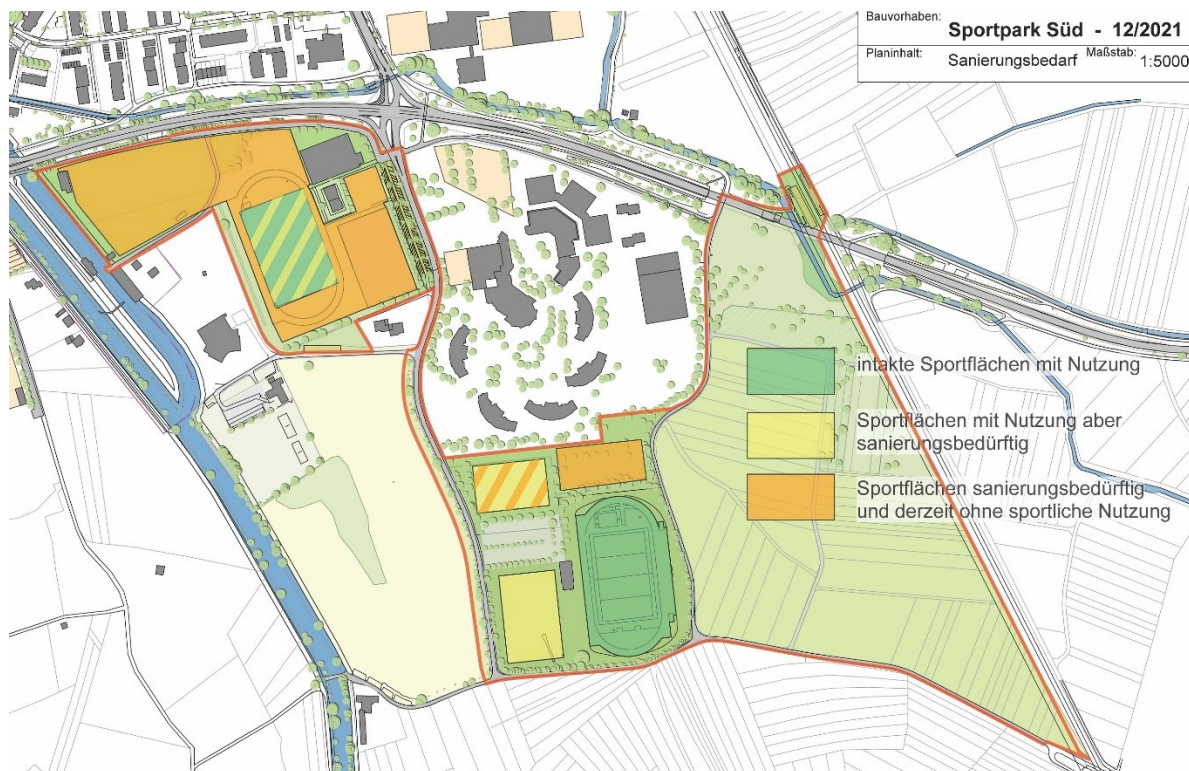 Bauvorhaben:
Sportpark Süd - 12/2021
Planinhalt: Sanierungsbedarf Maßstab: 1:5000
intakte Sportflächen mit Nutzung
Sportflächen mit Nutzung aber
sanierungsbedürftig
Sportflächen sanierungsbedürftig
und derzeit ohne sportliche Nutzung